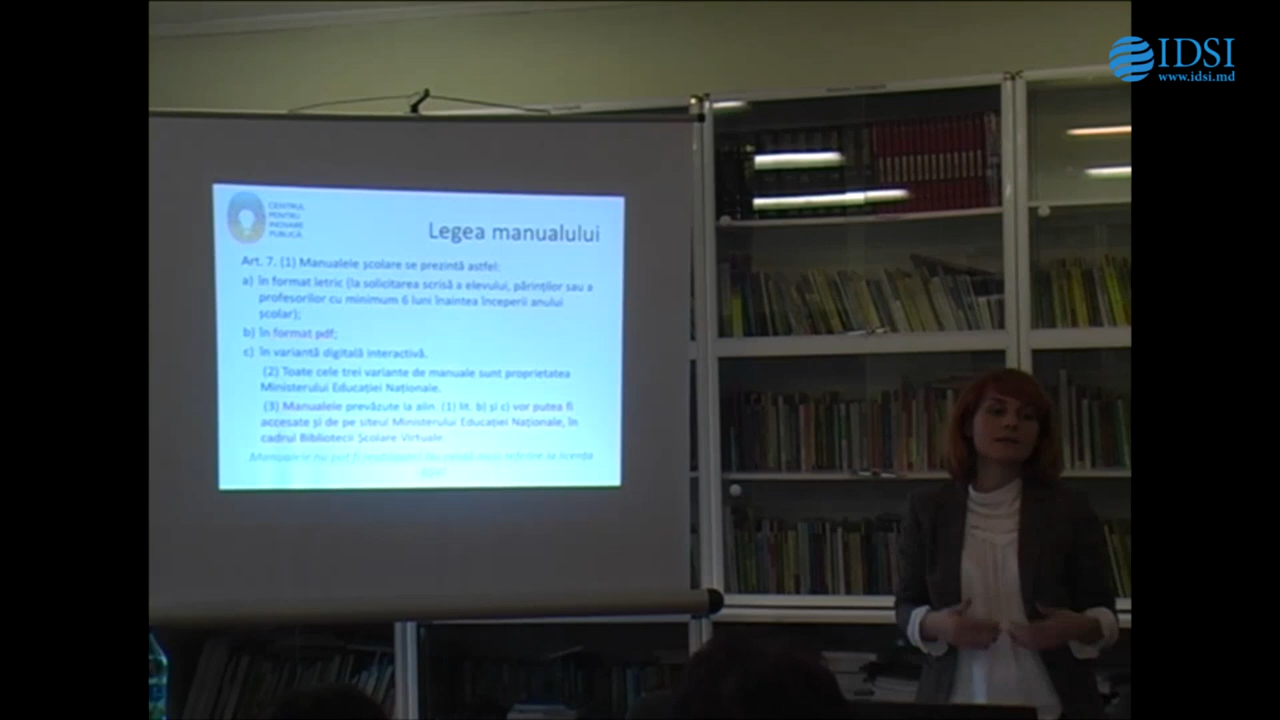 IDSI
www.idsi.md
CENTRUL
PENTRU
INOVARE
PUBLICĂ
Legea manualului
Art. 7. (1) Manualele școlare se prezintă astfel:
a) în format letric (la solicitarea scrisă a elevului, părinților sau a
profesorilor cu minimum 6 luni înaintea începerii anului
școlar);
b) în format pdf;
c) în variantă digitală interactivă.
(2) Toate cele trei variante de manuale sunt proprietatea
Ministerului Educației Naționale.
(3) Manualele prevăzute la alin. (1) lit. b) și c) vor putea fi
accesate și de pe siteul Ministerului Educației Naționale, în
cadrul Bibliotecii Școlare Virtuale.
Manualele nu pot fi